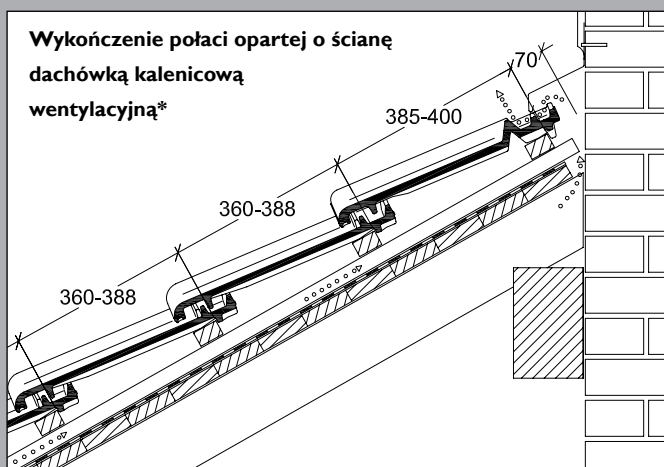 Wykończenie połaci opartej o ścianę
dachówką kalenicową
wentylacyjną*
70
385-400
360-388
360-388